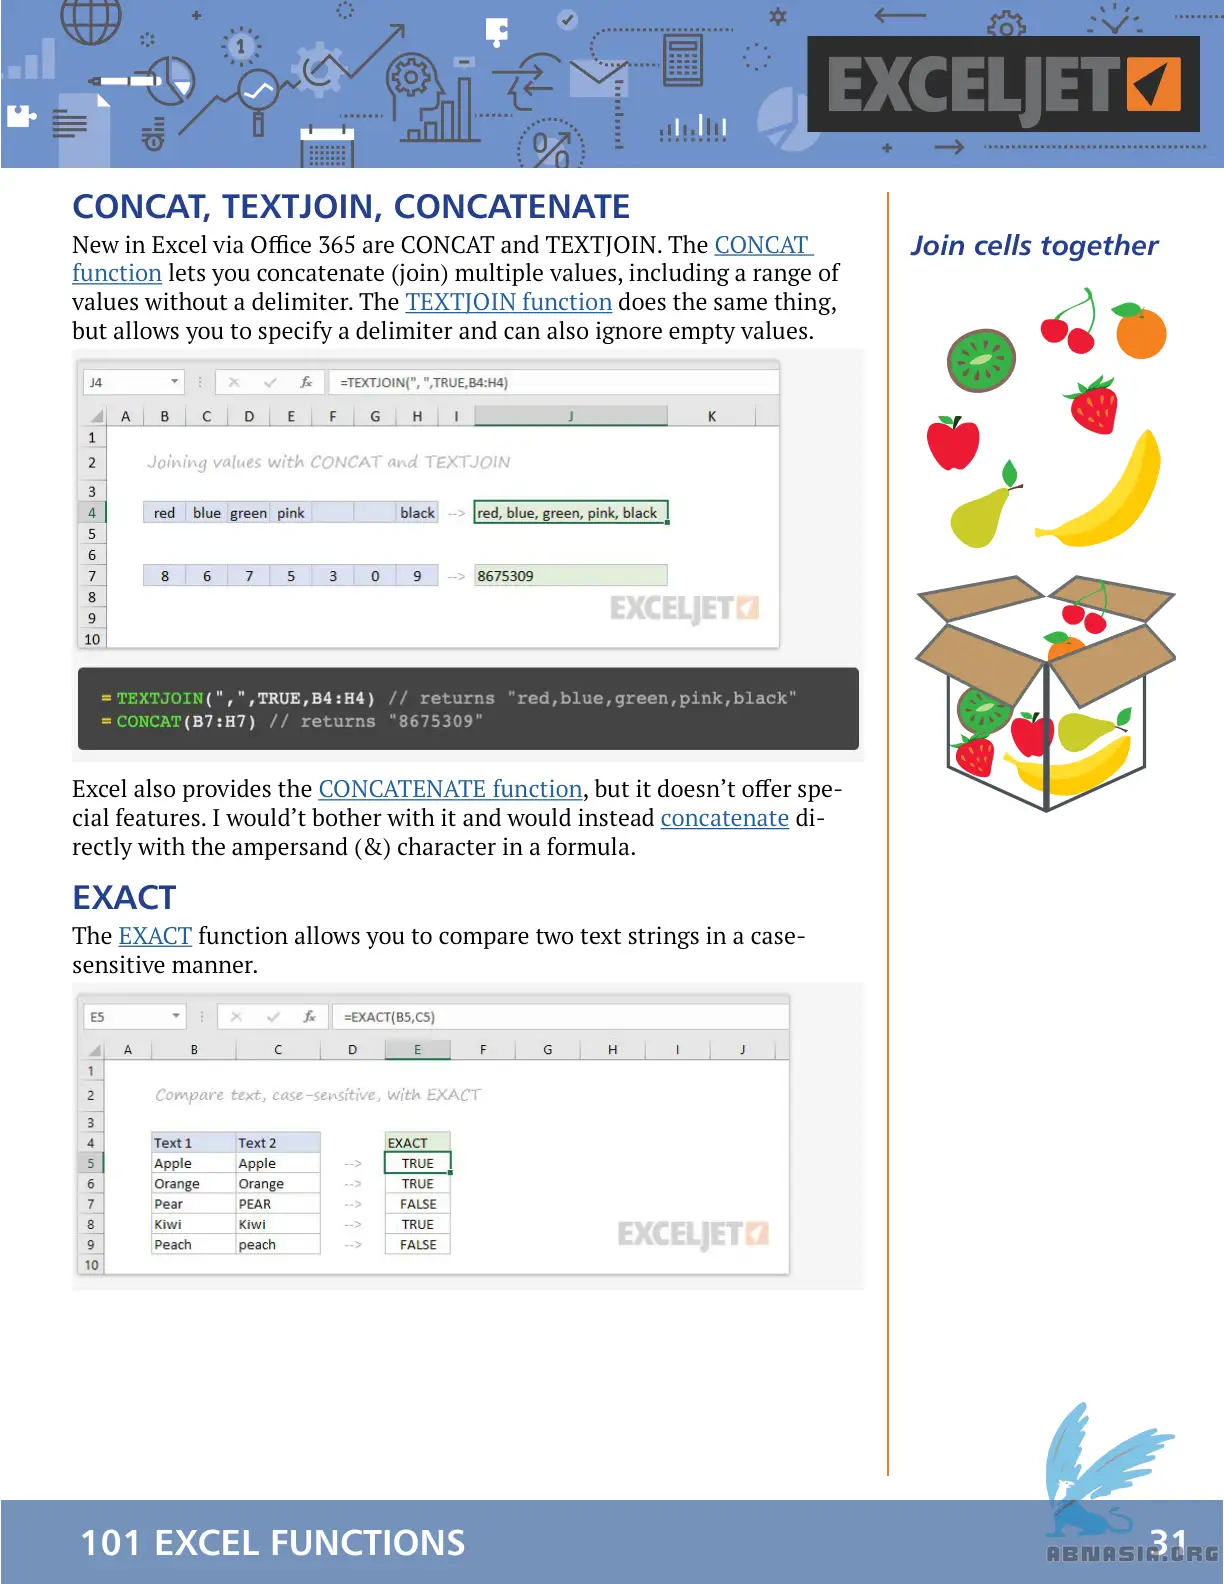 EXCELJET
CONCAT, TEXTJOIN, CONCATENATE
New in Excel via Office 365 are CONCAT and TEXTJOIN. The CONCAT
function lets you concatenate (join) multiple values, including a range of
values without a delimiter. The TEXTJOIN function does the same thing,
but allows you to specify a delimiter and can also ignore empty values.
Join cells together
J4 fx =TEXTJOIN(", ",TRUE,B4:H4)
A B C D E F G H I J K
1
2 Joining values with CONCAT and TEXTJOIN
3
4 red blue green pink black --> red, blue, green, pink, black
5
6
7 8 6 7 5 3 0 9 --> 8675309
8
9 EXCELJET
10
=TEXTJOIN(",",TRUE,B4:H4) // returns "red,blue,green,pink,black"
=CONCAT(B7:H7) // returns "8675309"
Excel also provides the CONCATENATE function, but it doesn’t offer spe-
cial features. I would’t bother with it and would instead concatenate di-
rectly with the ampersand (&) character in a formula.
EXACT
The EXACT function allows you to compare two text strings in a case-
sensitive manner.
E5 fx =EXACT(B5,C5)
A B C D E F G H I J
1
2 Compare text, case-sensitive, with EXACT
3
4 Text 1 Text 2 EXACT
5 Apple Apple --> TRUE
6 Orange Orange --> TRUE
7 Pear PEAR --> FALSE
8 Kiwi Kiwi --> TRUE EXCELJET
9 Peach peach --> FALSE
10
101 EXCEL FUNCTIONS 31
ABNASIA.ORG